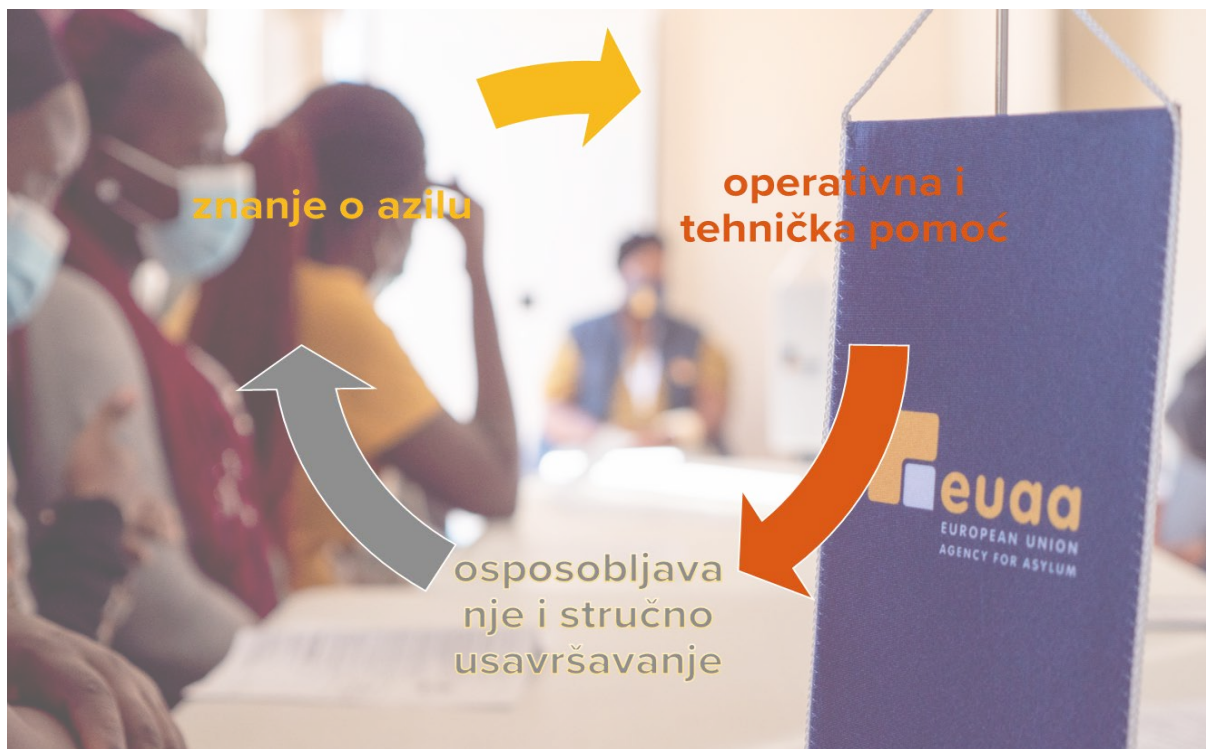 znanje o azilu
operativna i
tehnička pomoć
osposobljava
nje i stručno
usavršavanje
euaa
EUROPEAN UNION
AGENCY FOR ASYLUM